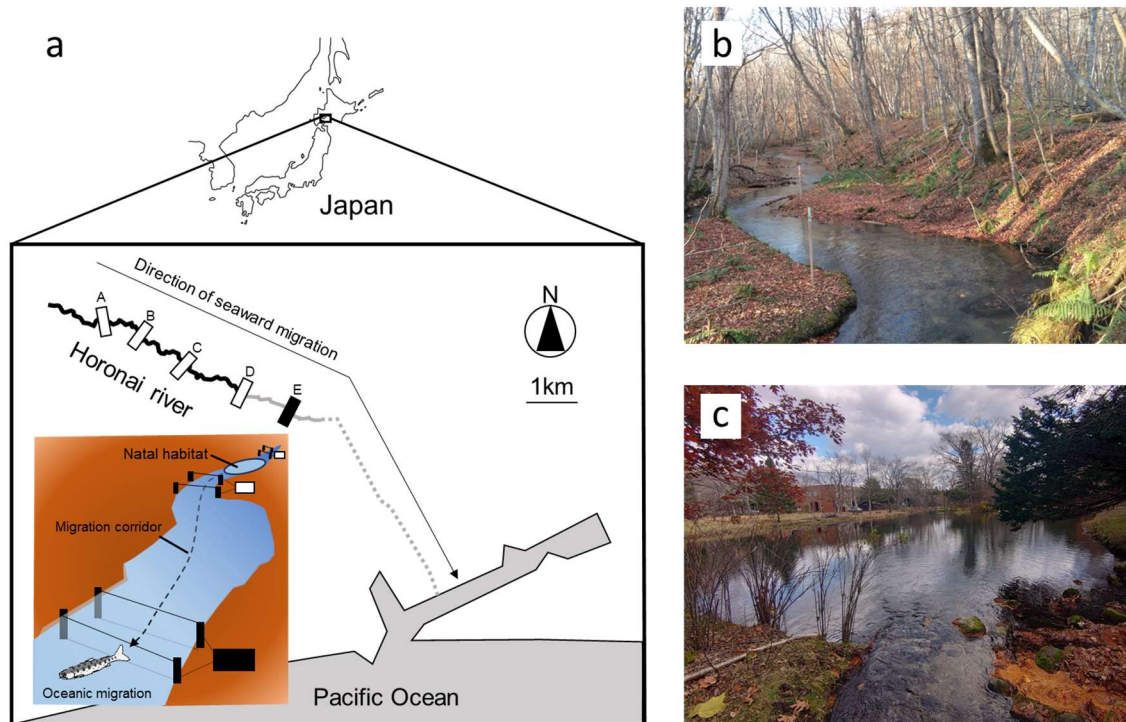 a
Japan
Direction of seaward migration
A
B
C
D
E
Horonai river
N
1km
Natal habitat
Migration corridor
Oceanic migration
Pacific Ocean
b
c